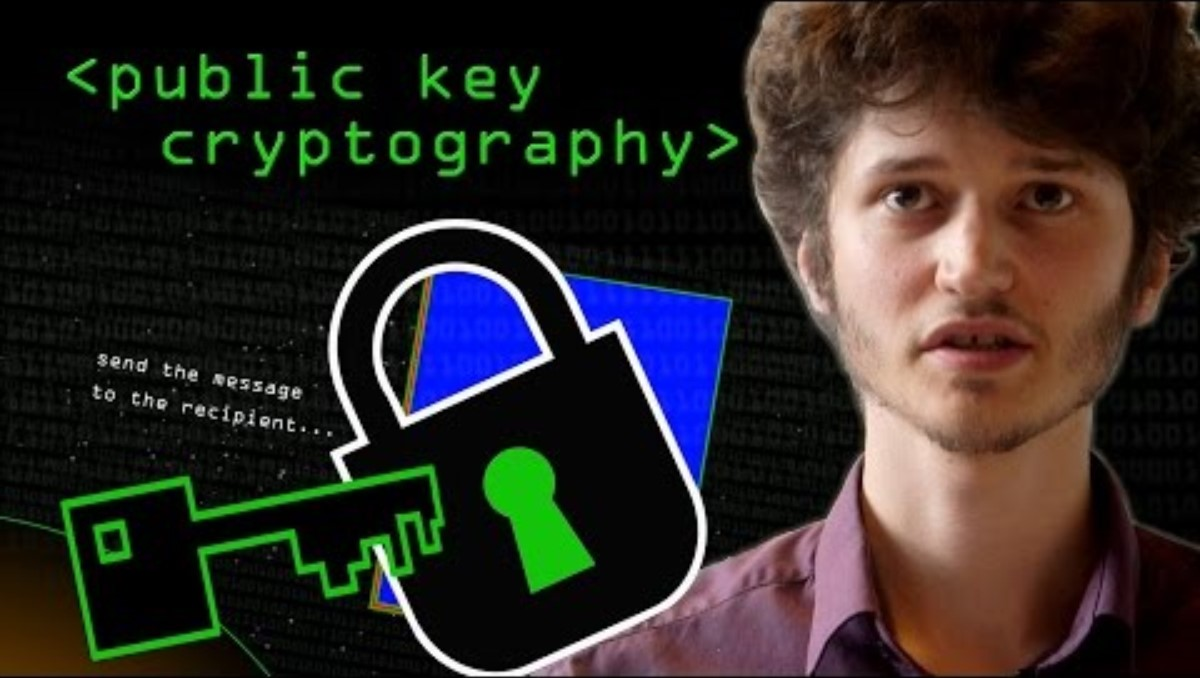 <public key
cryptography>
send the message
to the recipient...